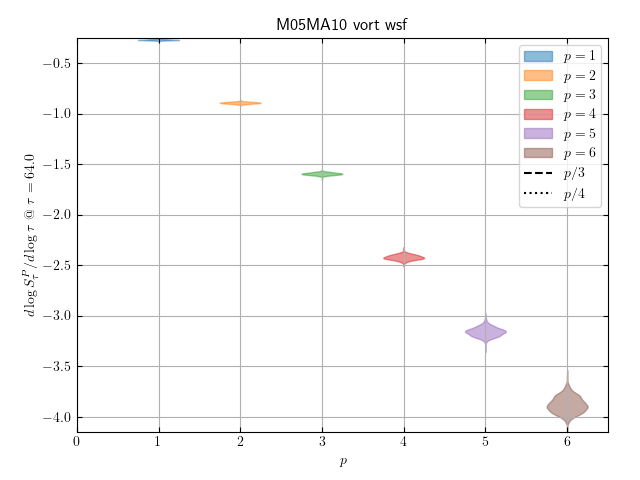 M05MA10 vort wsf
d log S_τ^P / d log τ @ τ = 64.0
−0.5
−1.0
−1.5
−2.0
−2.5
−3.0
−3.5
−4.0
0 1 2 3 4 5 6
p
p = 1
p = 2
p = 3
p = 4
p = 5
p = 6
p/3
p/4